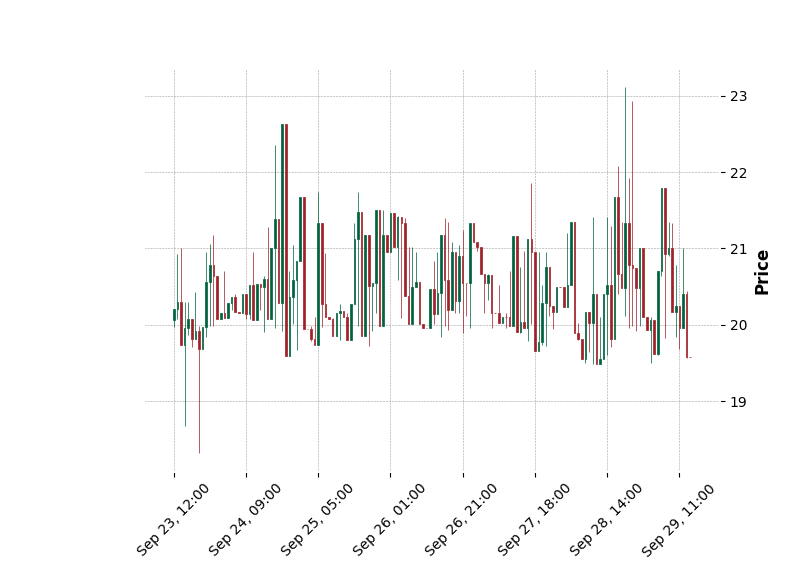 23
22
21
20
19
Price
Sep 23, 12:00
Sep 24, 09:00
Sep 25, 05:00
Sep 26, 01:00
Sep 26, 21:00
Sep 27, 18:00
Sep 28, 14:00
Sep 29, 11:00